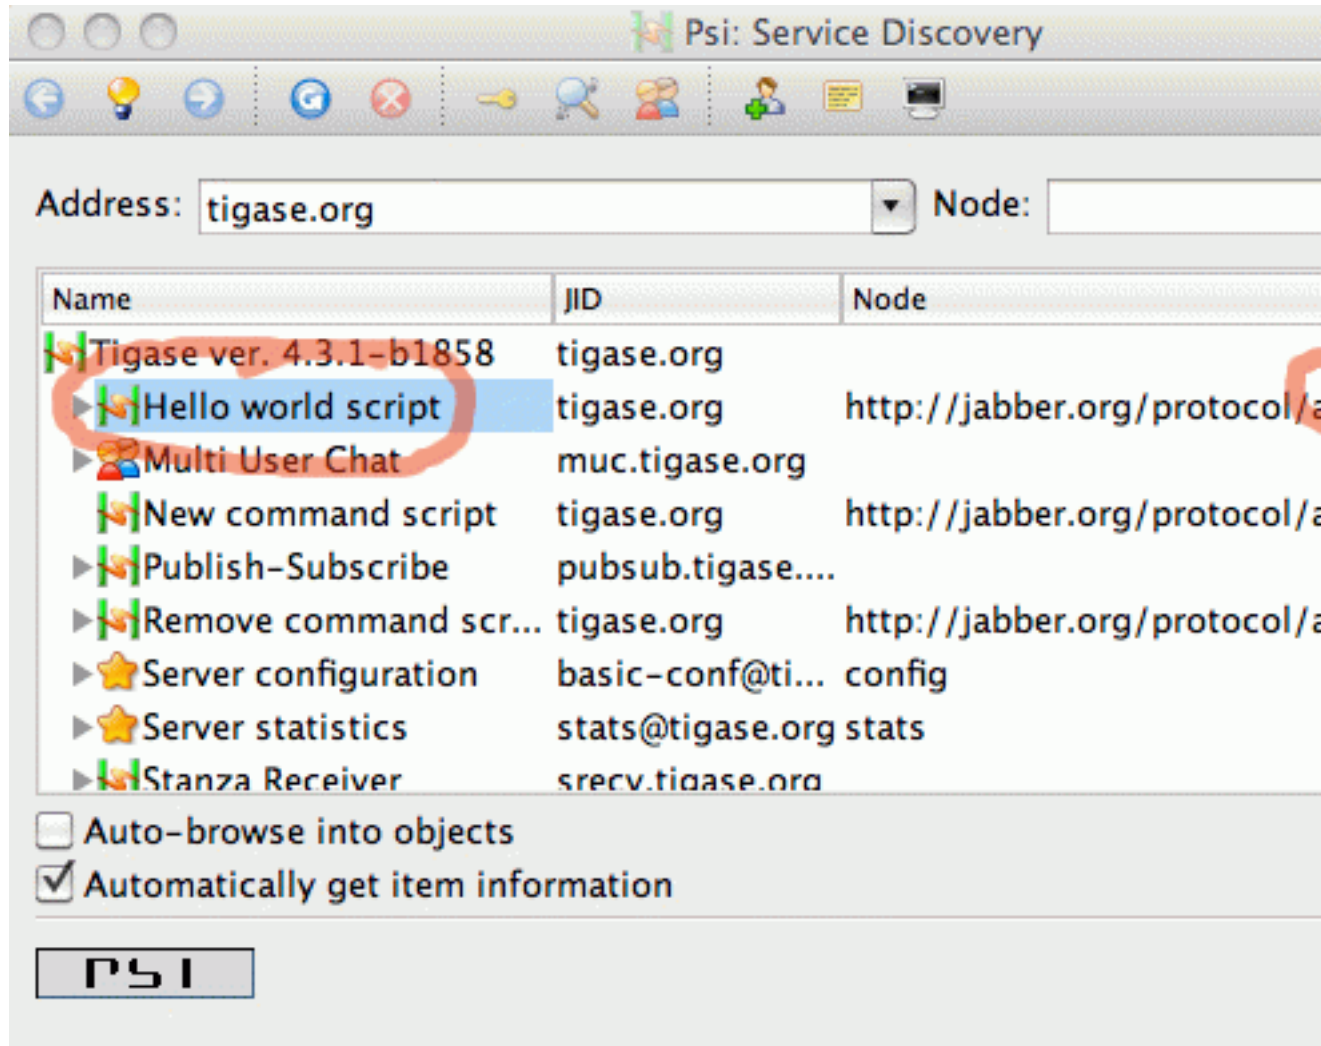 Psi: Service Discovery
Address: tigase.org Node:
Name JID Node
Tigase ver. 4.3.1-b1858 tigase.org
Hello world script tigase.org http://jabber.org/protocol/a
Multi User Chat muc.tigase.org
New command script tigase.org http://jabber.org/protocol/a
Publish-Subscribe pubsub.tigase....
Remove command scr... tigase.org http://jabber.org/protocol/a
Server configuration basic-conf@ti... config
Server statistics stats@tigase.org stats
Stanza Receiver srecv.tigase.org
Auto-browse into objects
Automatically get item information
PSI